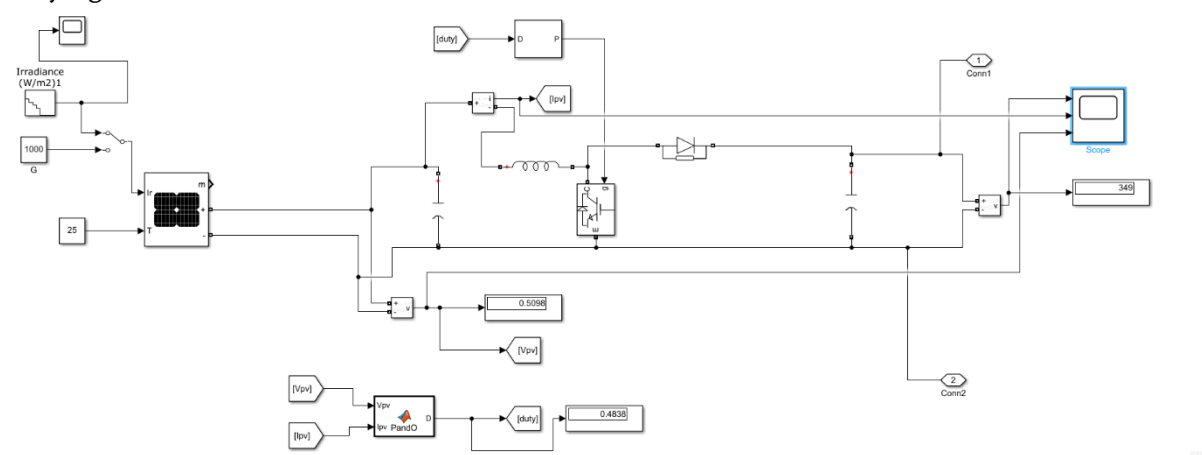 Irradiance
(W/m2)1
1000
G
25
Ir
T
m
+
-
[duty]
D
P
+
i
-
[Ipv]
g
C
E
1
Conn1
Scope
+
-
v
349
+
-
v
0.5098
[Vpv]
2
Conn2
[Vpv]
[Ipv]
Vpv
Ipv
PandO
D
[duty]
0.4838